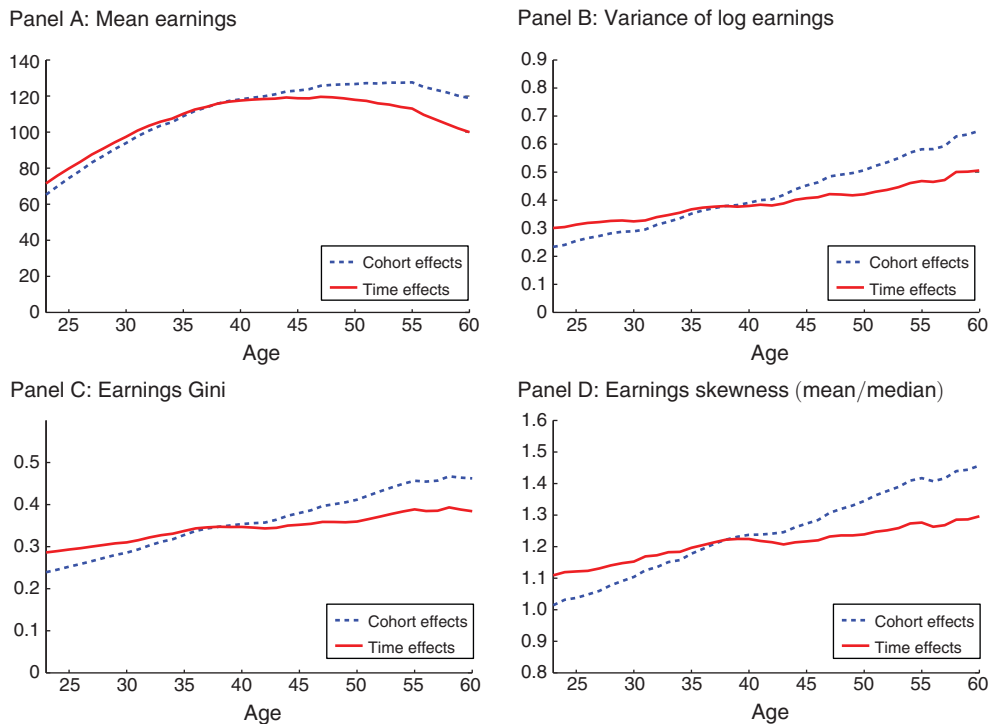 Panel A: Mean earnings
140
120
100
80
60
40
20
0
25 30 35 40 45 50 55 60
Age
Cohort effects
Time effects
Panel B: Variance of log earnings
0.9
0.8
0.7
0.6
0.5
0.4
0.3
0.2
0.1
0
25 30 35 40 45 50 55 60
Age
Cohort effects
Time effects
Panel C: Earnings Gini
0.5
0.4
0.3
0.2
0.1
0
25 30 35 40 45 50 55 60
Age
Cohort effects
Time effects
Panel D: Earnings skewness (mean/median)
1.6
1.5
1.4
1.3
1.2
1.1
1.0
0.9
0.8
25 30 35 40 45 50 55 60
Age
Cohort effects
Time effects